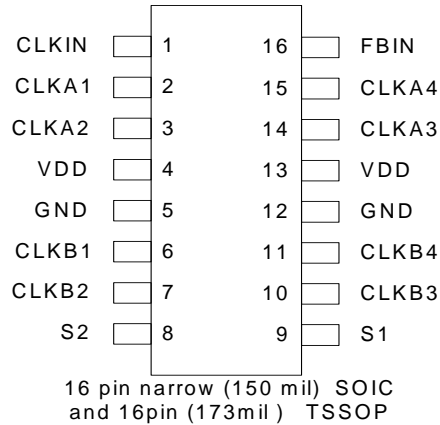 CLKIN 1 16 FBIN
CLKA1 2 15 CLKA4
CLKA2 3 14 CLKA3
VDD 4 13 VDD
GND 5 12 GND
CLKB1 6 11 CLKB4
CLKB2 7 10 CLKB3
S2 8 9 S1
16 pin narrow (150 mil) SOIC
and 16pin (173mil ) TSSOP